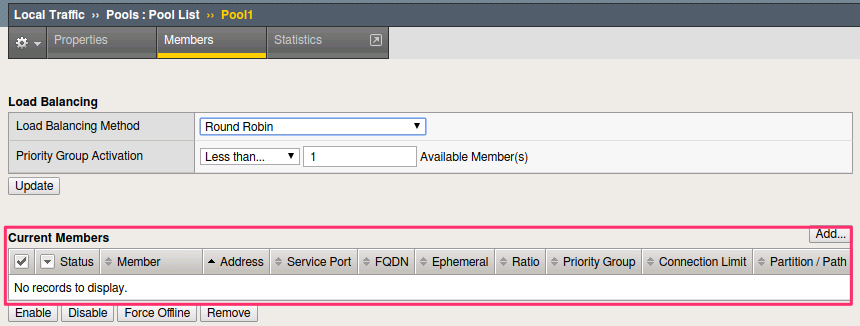 Local Traffic ›› Pools : Pool List ›› Pool1
Properties Members Statistics
Load Balancing
Load Balancing Method Round Robin
Priority Group Activation Less than... 1 Available Member(s)
Update
Current Members Add...
Status Member Address Service Port FQDN Ephemeral Ratio Priority Group Connection Limit Partition / Path
No records to display.
Enable Disable Force Offline Remove